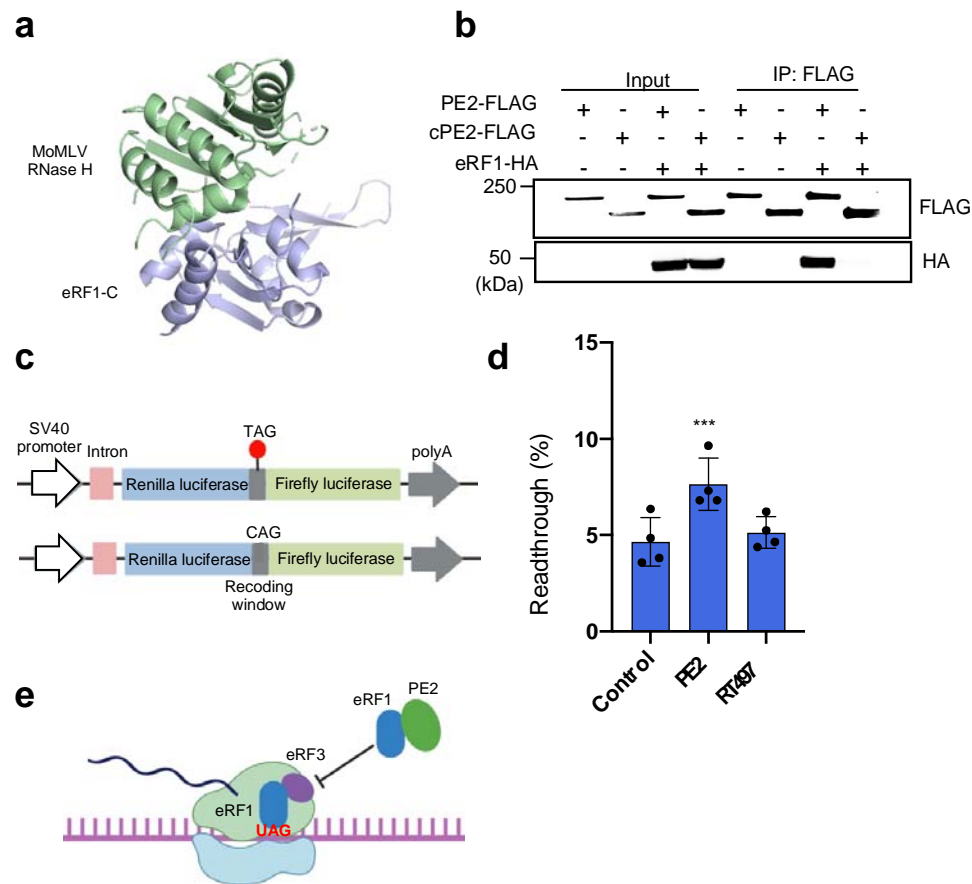 a
MoMLV
RNase H
eRF1-C
b
Input
IP: FLAG
PE2-FLAG + - + - + - + -
cPE2-FLAG - + - + - + - +
eRF1-HA - - + + - - + +
250
FLAG
50
(kDa)
HA
c
SV40
promoter
Intron
TAG
polyA
Renilla luciferase
Firefly luciferase
CAG
Renilla luciferase
Firefly luciferase
Recoding
window
d
Readthrough (%)
15
10
5
0
***
Control
PE2
RT497
e
eRF1
PE2
eRF3
eRF1
UAG